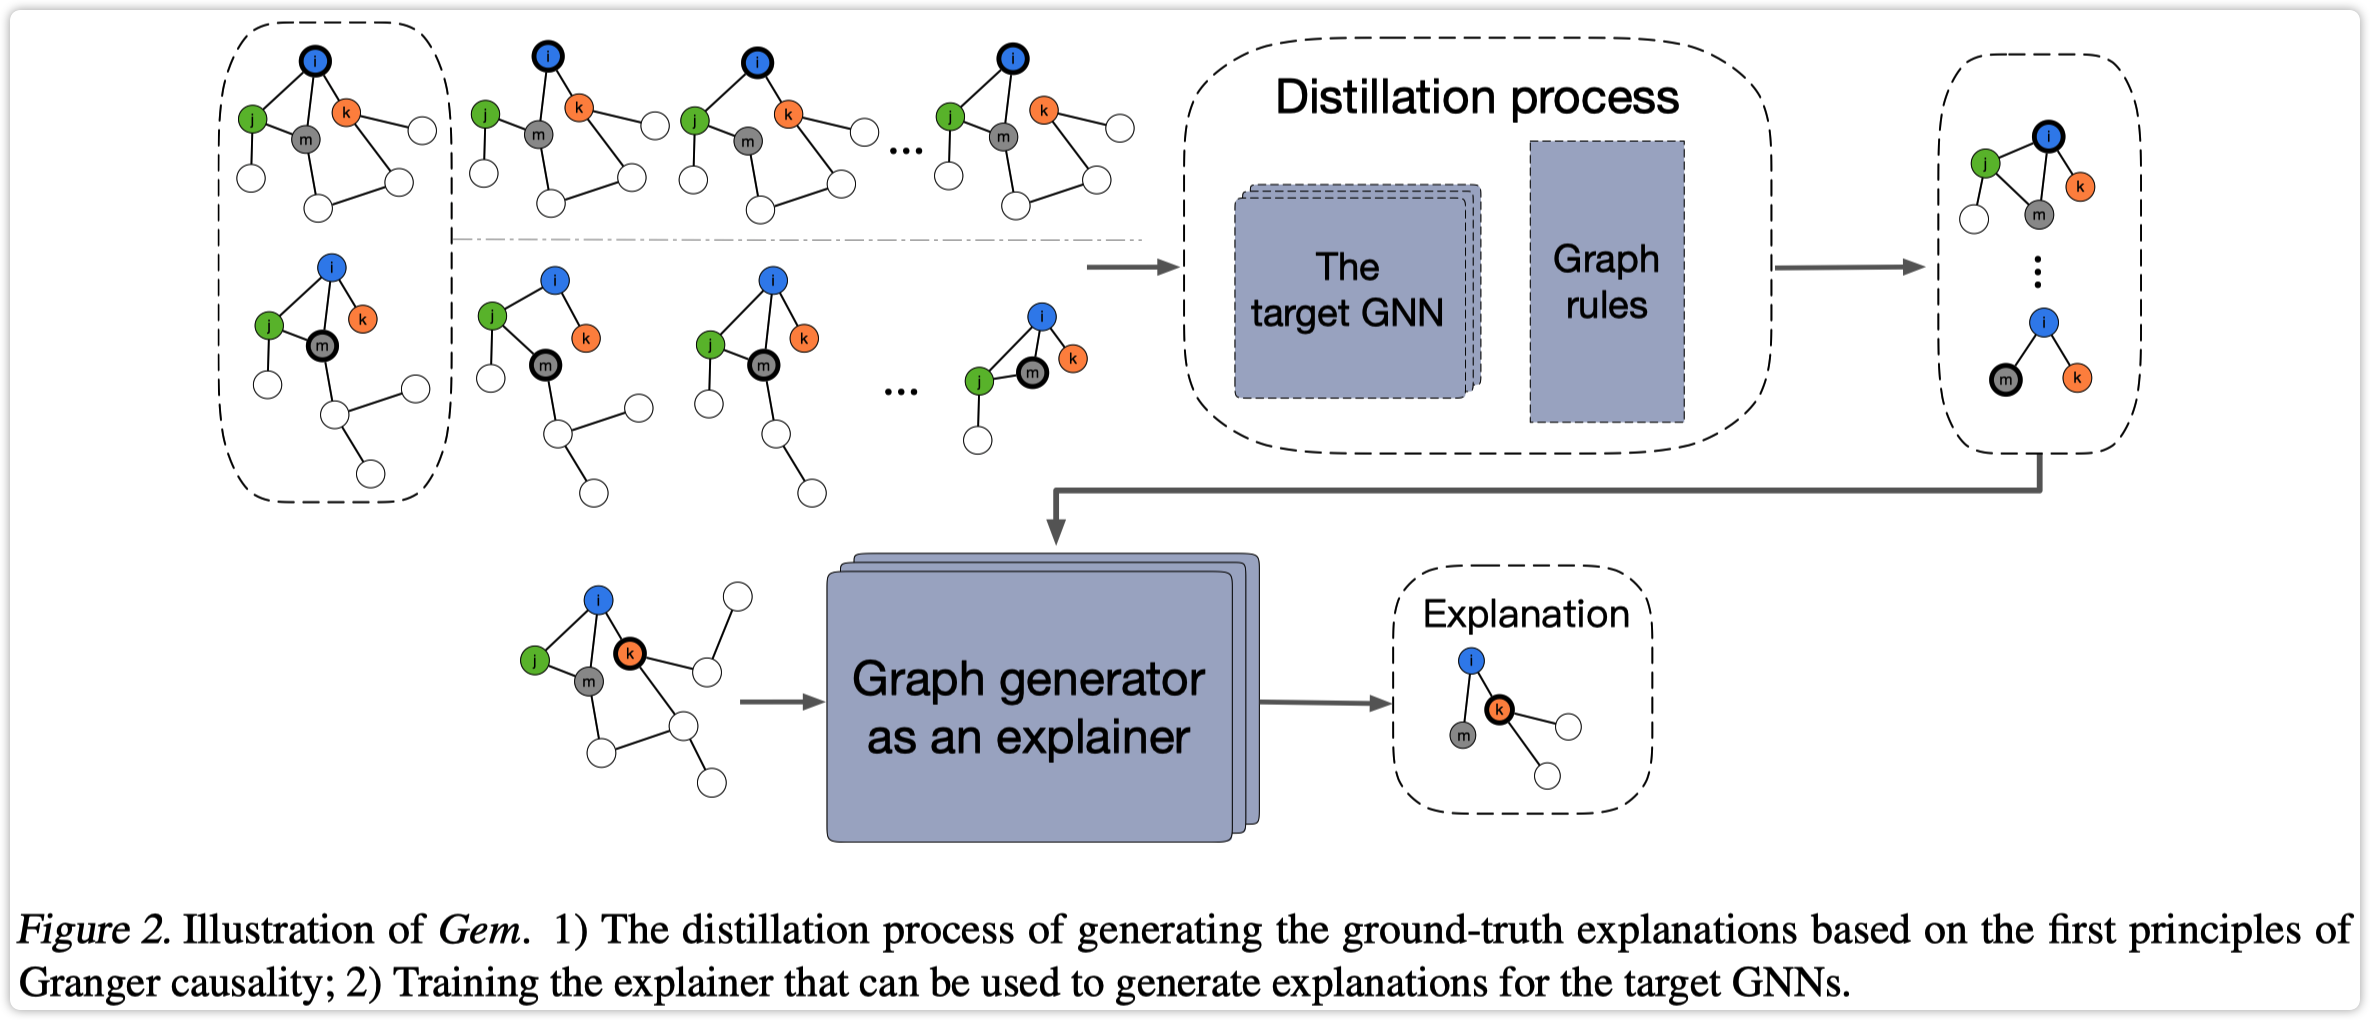 i
j
k
m
i
j
k
m
i
j
k
m
...
i
j
k
m
i
j
k
m
i
j
k
m
i
j
k
m
...
i
j
k
m
Distillation process
The
target GNN
Graph
rules
i
j
k
m
⋮
i
m
k
i
j
k
m
Graph generator
as an explainer
Explanation
i
k
m
Figure 2. Illustration of Gem. 1) The distillation process of generating the ground-truth explanations based on the first principles of
Granger causality; 2) Training the explainer that can be used to generate explanations for the target GNNs.